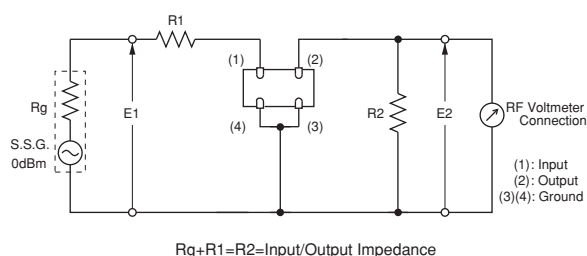 R1
(1)
(2)
Rg
E1
R2
E2
RF Voltmeter
Connection
S.S.G.
0dBm
(4)
(3)
(1): Input
(2): Output
(3)(4): Ground
Rg+R1=R2=Input/Output Impedance